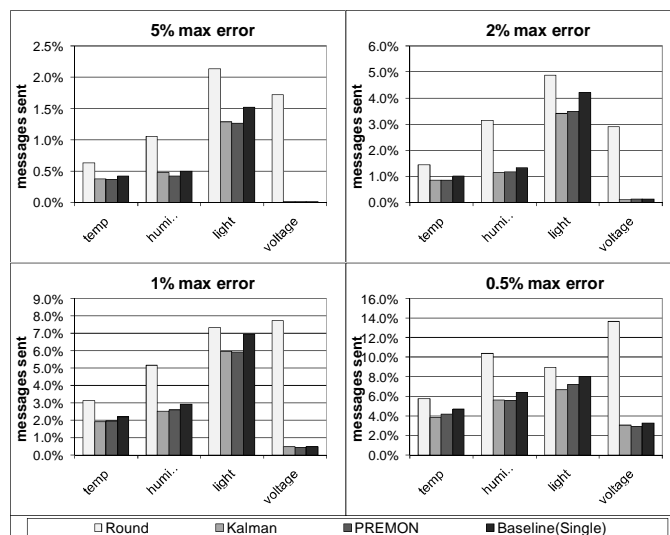 5% max error
messages sent
2.5%
2.0%
1.5%
1.0%
0.5%
0.0%
temp
humi..
light
voltage
2% max error
messages sent
6.0%
5.0%
4.0%
3.0%
2.0%
1.0%
0.0%
temp
humi..
light
voltage
1% max error
messages sent
9.0%
8.0%
7.0%
6.0%
5.0%
4.0%
3.0%
2.0%
1.0%
0.0%
temp
humi..
light
voltage
0.5% max error
messages sent
16.0%
14.0%
12.0%
10.0%
8.0%
6.0%
4.0%
2.0%
0.0%
temp
humi..
light
voltage
Round Kalman PREMON Baseline(Single)